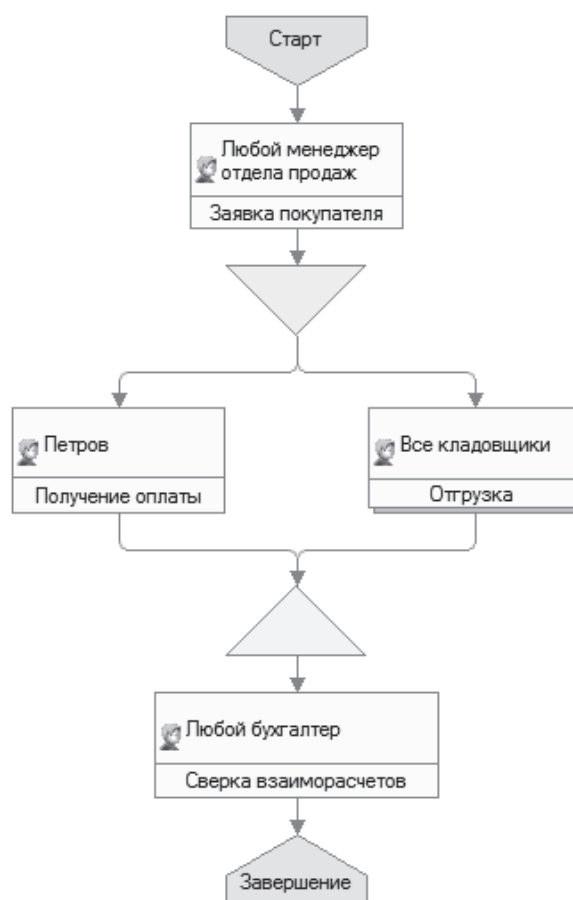 Старт
Любой менеджер
отдела продаж
Заявка покупателя
Петров
Получение оплаты
Все кладовщики
Отгрузка
Любой бухгалтер
Сверка взаиморасчетов
Завершение